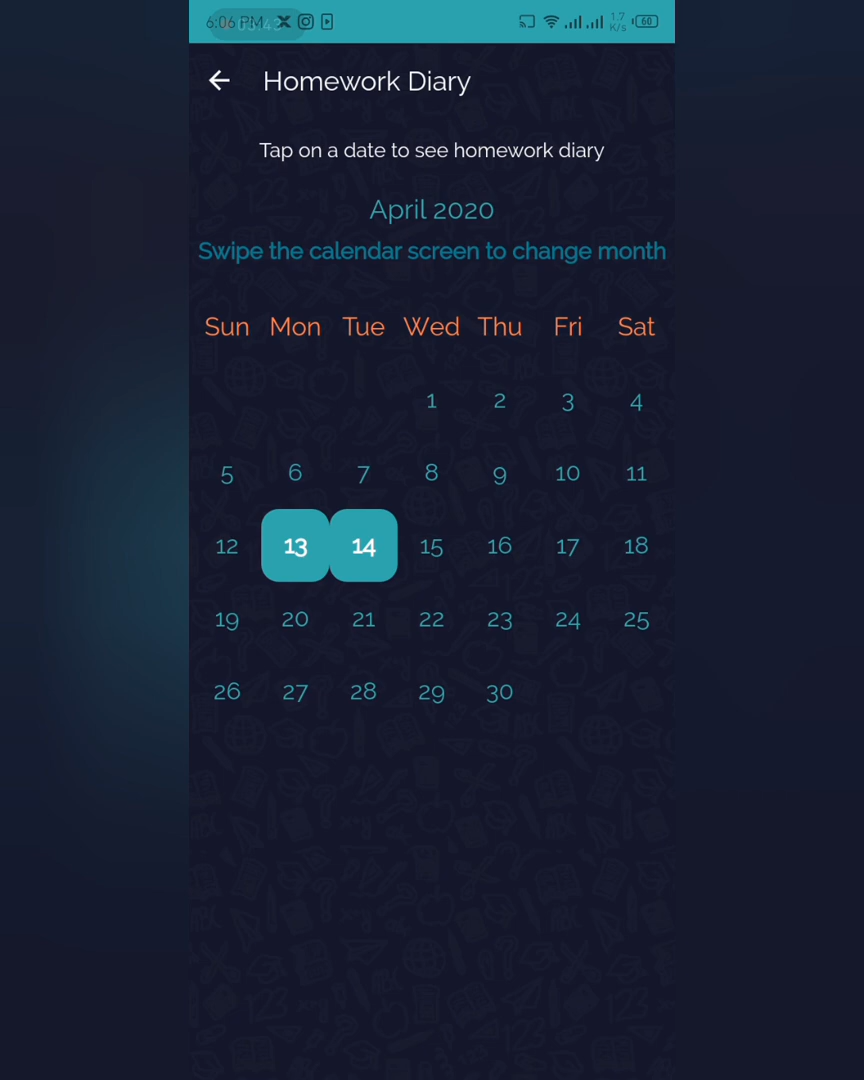 6:06 PM
1.7
K/s
60
Homework Diary
Tap on a date to see homework diary
April 2020
Swipe the calendar screen to change month
Sun Mon Tue Wed Thu Fri Sat
1 2 3 4
5 6 7 8 9 10 11
12 13 14 15 16 17 18
19 20 21 22 23 24 25
26 27 28 29 30